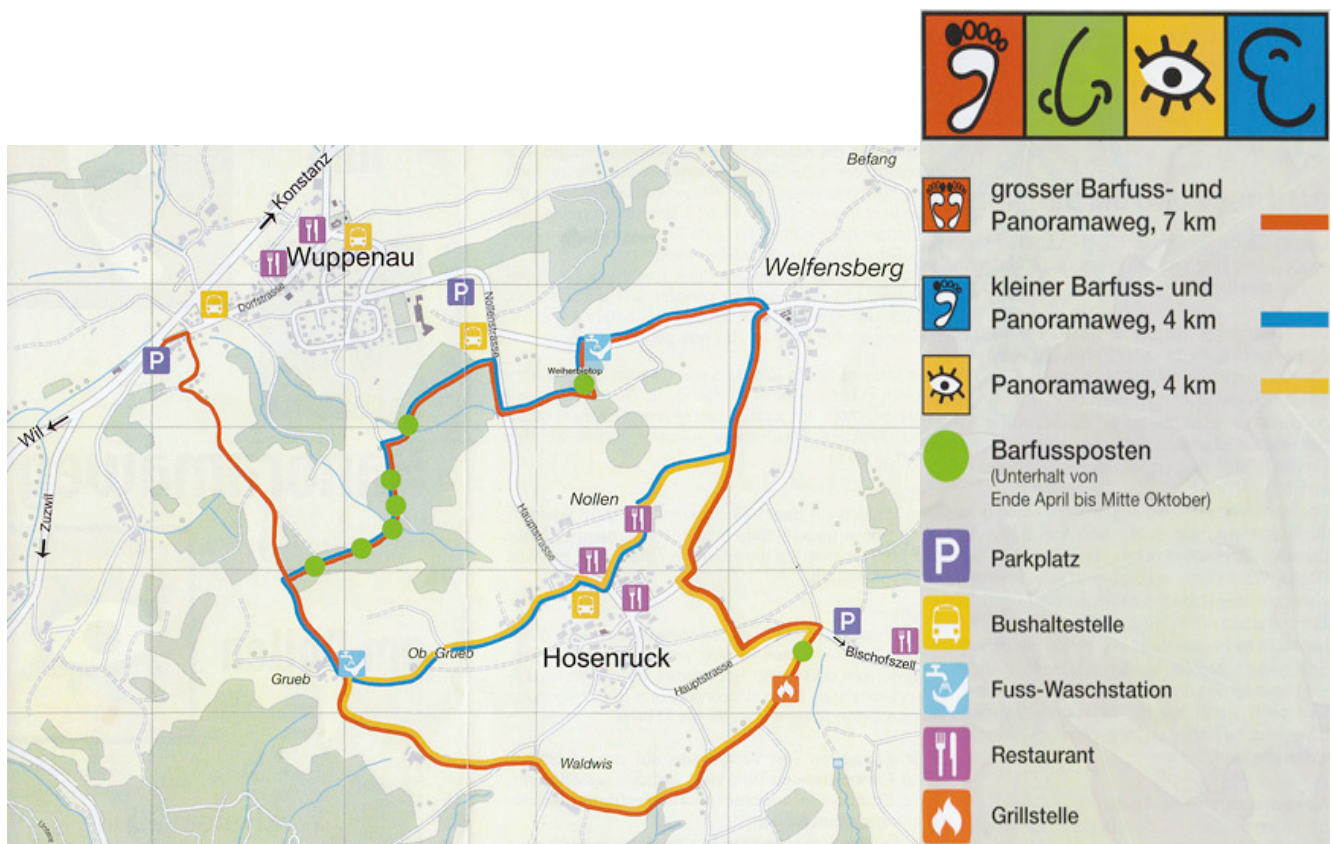 Befang
Konstanz
Wuppenau
Welfensberg
P
Dorfstrasse
Nollenstrasse
P
Weiherbiotop
Wil
Zuzwil
Nollen
Hauptstrasse
P
Bischofszell
Ob. Grueb
Hosenruck
Grueb
Hauptstrasse
Waldwis
Untere
grosser Barfuss- und
Panoramaweg, 7 km
kleiner Barfuss- und
Panoramaweg, 4 km
Panoramaweg, 4 km
Barfussposten
(Unterhalt von
Ende April bis Mitte Oktober)
P
Parkplatz
Bushaltestelle
Fuss-Waschstation
Restaurant
Grillstelle